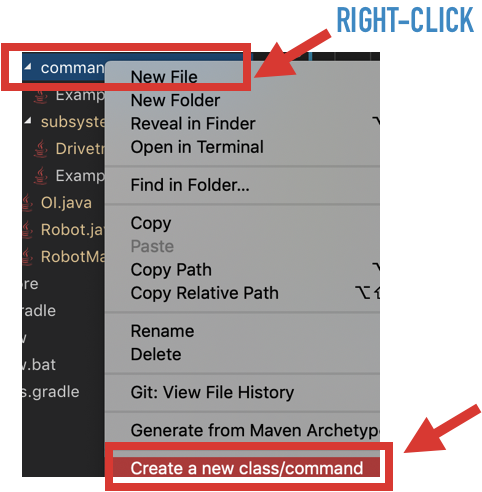 RIGHT-CLICK
comman
Examp
subsyste
Drivetr
Examp
OI.java
Robot.ja
RobotMa
ore
radle
w
w.bat
s.gradle
New File
New Folder
Reveal in Finder
Open in Terminal
Find in Folder...
Copy
Paste
Copy Path
Copy Relative Path ⌥⇧
Rename
Delete
Git: View File History
Generate from Maven Archetype
Create a new class/command